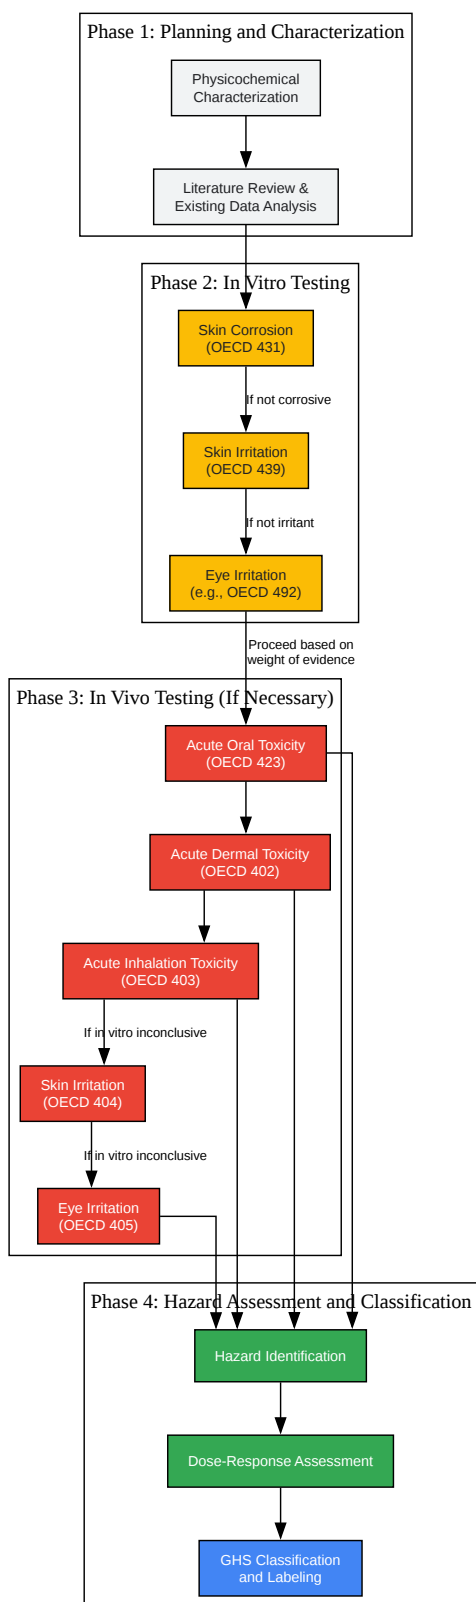 Phase 1: Planning and Characterization
Physicochemical
Characterization
Literature Review &
Existing Data Analysis
Phase 2: In Vitro Testing
Skin Corrosion
(OECD 431)
If not corrosive
Skin Irritation
(OECD 439)
If not irritant
Eye Irritation
(e.g., OECD 492)
Proceed based on
weight of evidence
Phase 3: In Vivo Testing (If Necessary)
Acute Oral Toxicity
(OECD 423)
Acute Dermal Toxicity
(OECD 402)
Acute Inhalation Toxicity
(OECD 403)
If in vitro inconclusive
Skin Irritation
(OECD 404)
If in vitro inconclusive
Eye Irritation
(OECD 405)
Phase 4: Hazard Assessment and Classification
Hazard Identification
Dose-Response Assessment
GHS Classification
and Labeling